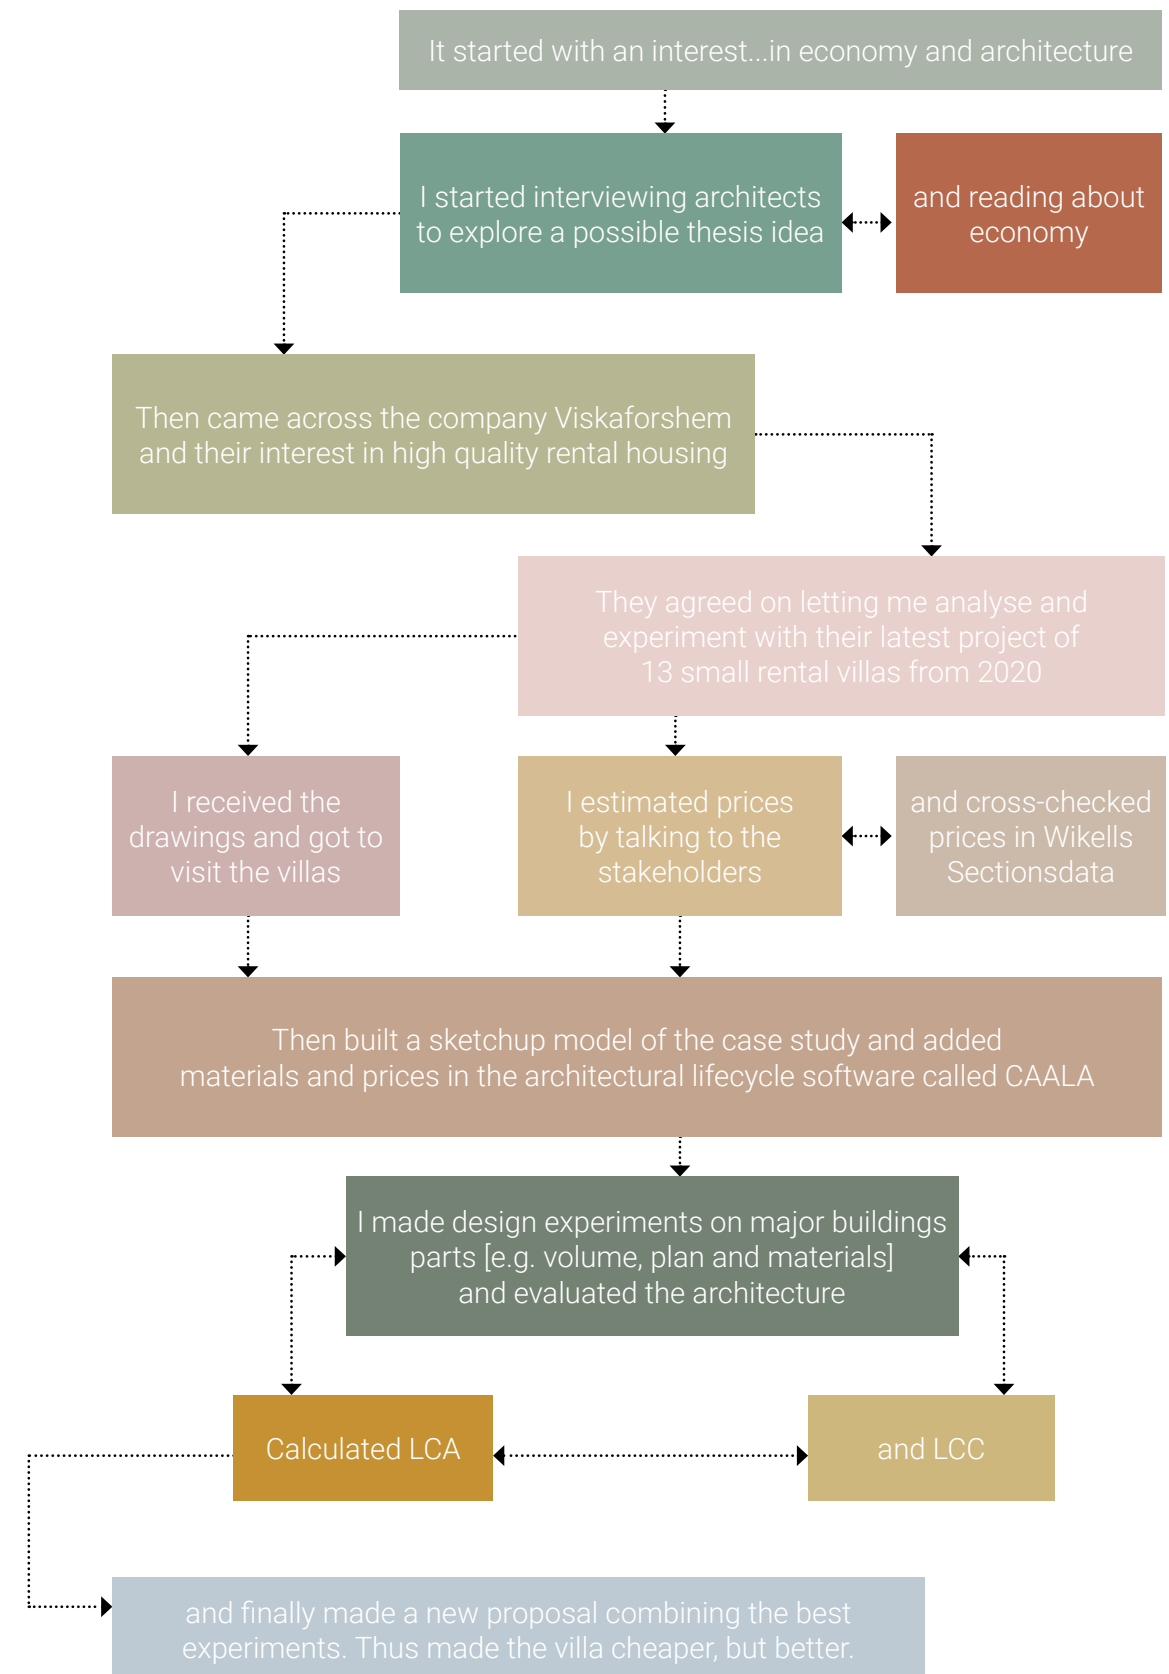 It started with an interest...in economy and architecture
I started interviewing architects
to explore a possible thesis idea
and reading about
economy
Then came across the company Viskaforshem
and their interest in high quality rental housing
They agreed on letting me analyse and
experiment with their latest project of
13 small rental villas from 2020
I received the
drawings and got to
visit the villas
I estimated prices
by talking to the
stakeholders
and cross-checked
prices in Wikells
Sectionsdata
Then built a sketchup model of the case study and added
materials and prices in the architectural lifecycle software called CAALA
I made design experiments on major buildings
parts [e.g. volume, plan and materials]
and evaluated the architecture
Calculated LCA
and LCC
and finally made a new proposal combining the best
experiments. Thus made the villa cheaper, but better.